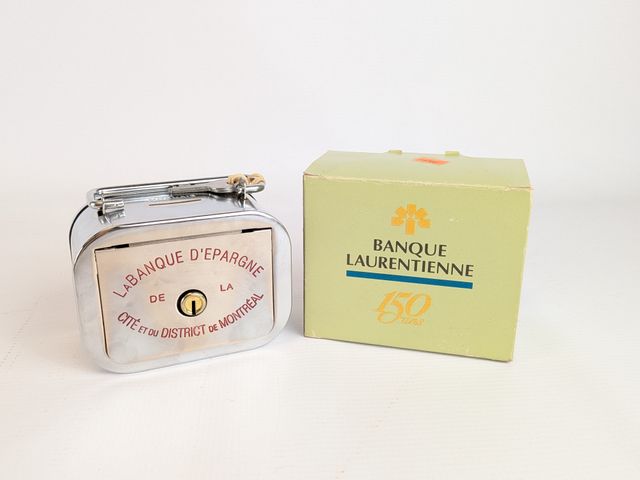 LA BANQUE D'EPARGNE
DE LA
CITÉ ET DU DISTRICT DE MONTRÉAL
BANQUE
LAURENTIENNE
150
ans